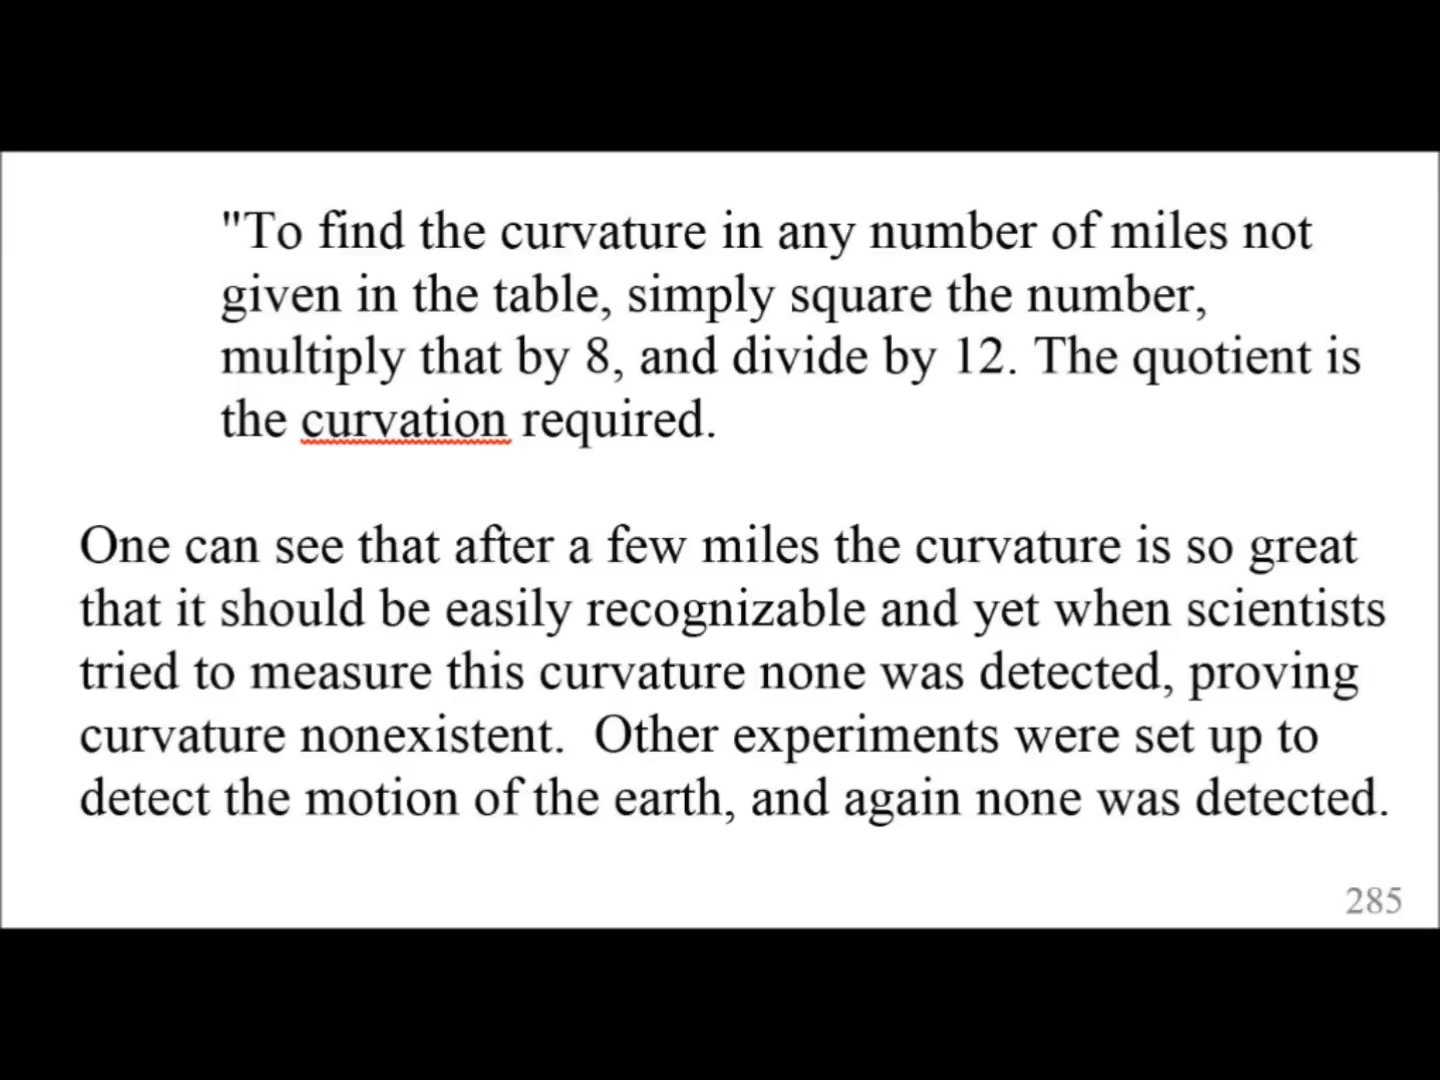 "To find the curvature in any number of miles not
given in the table, simply square the number,
multiply that by 8, and divide by 12. The quotient is
the curvation required.
One can see that after a few miles the curvature is so great
that it should be easily recognizable and yet when scientists
tried to measure this curvature none was detected, proving
curvature nonexistent.  Other experiments were set up to
detect the motion of the earth, and again none was detected.
285